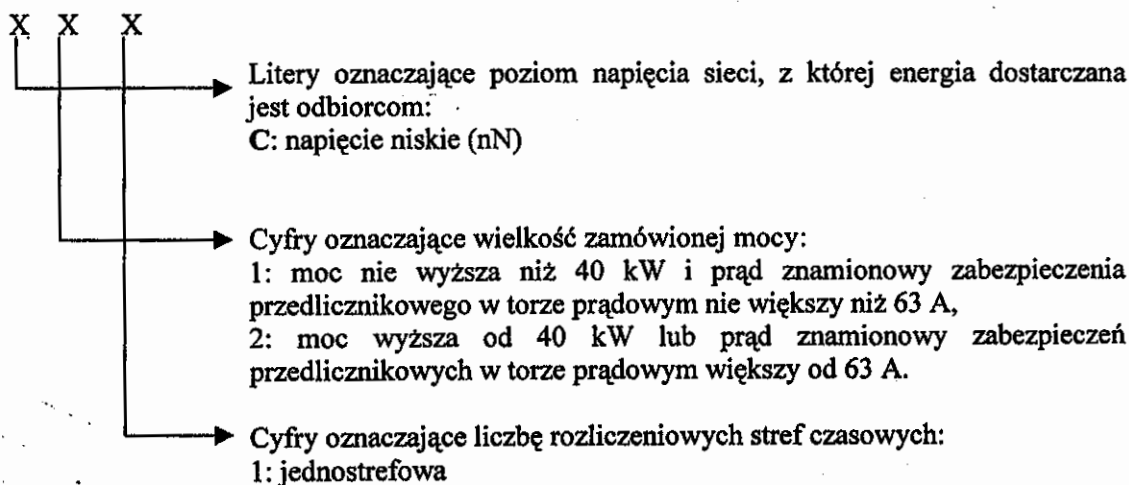 X X X
Litery oznaczające poziom napięcia sieci, z której energia dostarczana
jest odbiorcom:
C: napięcie niskie (nN)
Cyfry oznaczające wielkość zamówionej mocy:
1: moc nie wyższa niż 40 kW i prąd znamionowy zabezpieczenia
przedlicznikowego w torze prądowym nie większy niż 63 A,
2: moc wyższa od 40 kW lub prąd znamionowy zabezpieczeń
przedlicznikowych w torze prądowym większy od 63 A.
Cyfry oznaczające liczbę rozliczeniowych stref czasowych:
1: jednostrefowa